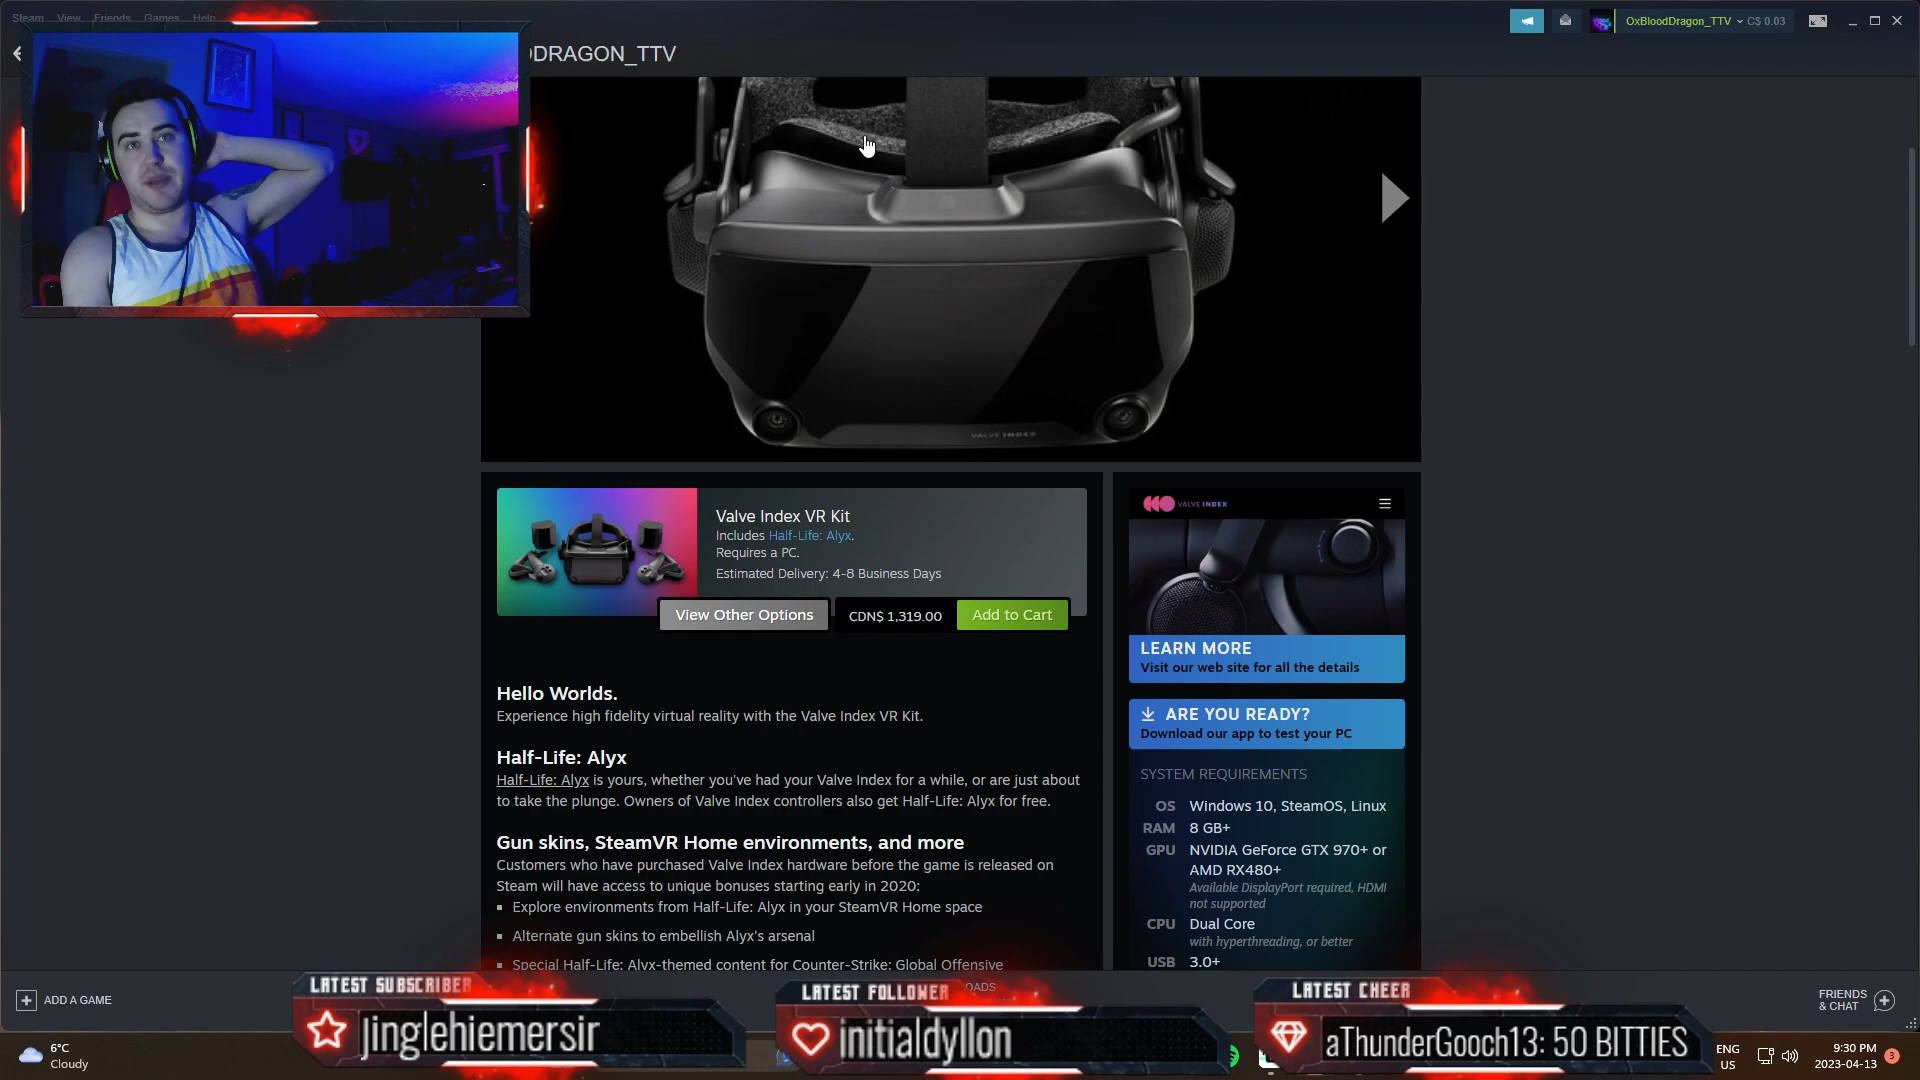 Steam View Friends Games Help
OxBloodDragon_TTV C$ 0.03
DRAGON_TTV
VALVE INDEX
Valve Index VR Kit
Includes Half-Life: Alyx.
Requires a PC.
Estimated Delivery: 4-8 Business Days
View Other Options CDN$ 1,319.00 Add to Cart
Hello Worlds.
Experience high fidelity virtual reality with the Valve Index VR Kit.
Half-Life: Alyx
Half-Life: Alyx is yours, whether you've had your Valve Index for a while, or are just about
to take the plunge. Owners of Valve Index controllers also get Half-Life: Alyx for free.
Gun skins, SteamVR Home environments, and more
Customers who have purchased Valve Index hardware before the game is released on
Steam will have access to unique bonuses starting early in 2020:
Explore environments from Half-Life: Alyx in your SteamVR Home space
Alternate gun skins to embellish Alyx's arsenal
Special Half-Life: Alyx-themed content for Counter-Strike: Global Offensive
VALVE INDEX
LEARN MORE
Visit our web site for all the details
ARE YOU READY?
Download our app to test your PC
SYSTEM REQUIREMENTS
OS Windows 10, SteamOS, Linux
RAM 8 GB+
GPU NVIDIA GeForce GTX 970+ or
AMD RX480+
Available DisplayPort required, HDMI
not supported
CPU Dual Core
with hyperthreading, or better
USB 3.0+
ADD A GAME
OADS
FRIENDS
& CHAT
LATEST SUBSCRIBER
Jinglehiemersir
LATEST FOLLOWER
initialdyllon
LATEST CHEER
aThunderGooch13: 50 BITTIES
6°C
Cloudy
ENG
US
9:30 PM
2023-04-13
3